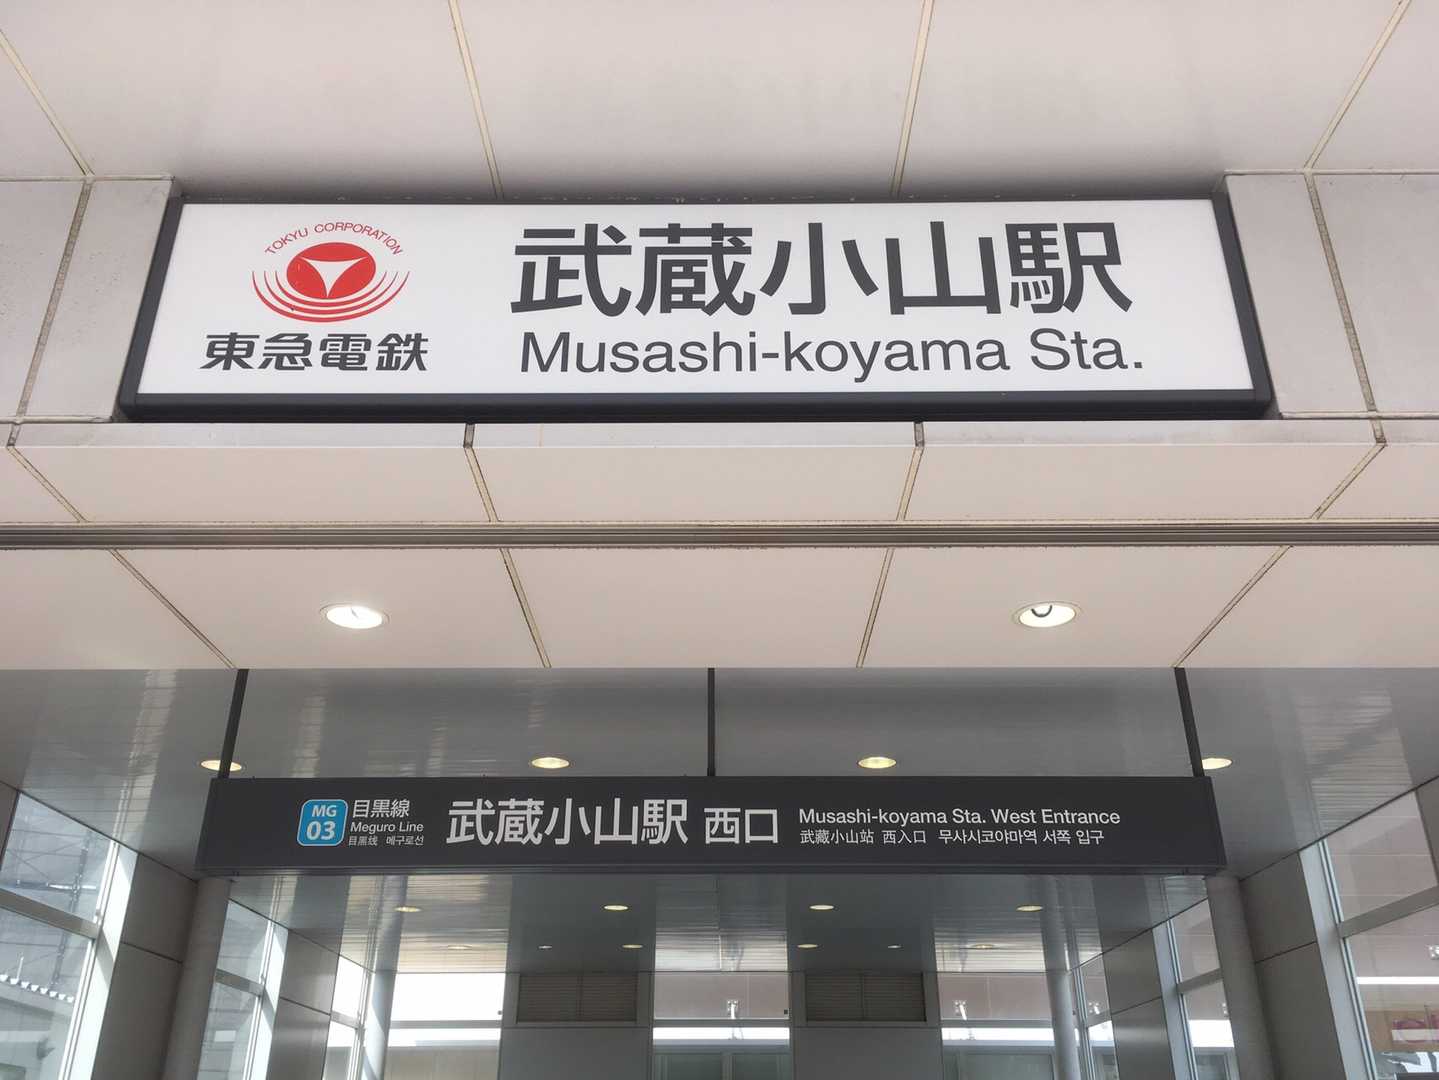 TOKYU CORPORATION
東急電鉄
武蔵小山駅
Musashi-koyama Sta.
MG
03
目黒線
Meguro Line
目黑线 메구로선
武蔵小山駅 西口
Musashi-koyama Sta. West Entrance
武藏小山站 西入口 무사시코야마역 서쪽 입구